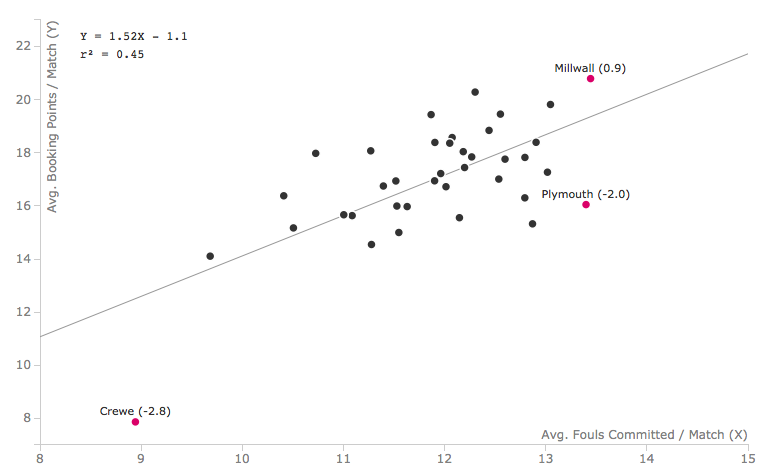 Y = 1.52X − 1.1
r² = 0.45
Avg. Booking Points / Match (Y)
22
20
18
16
14
12
10
8
Millwall (0.9)
Plymouth (-2.0)
Crewe (-2.8)
Avg. Fouls Committed / Match (X)
8 9 10 11 12 13 14 15